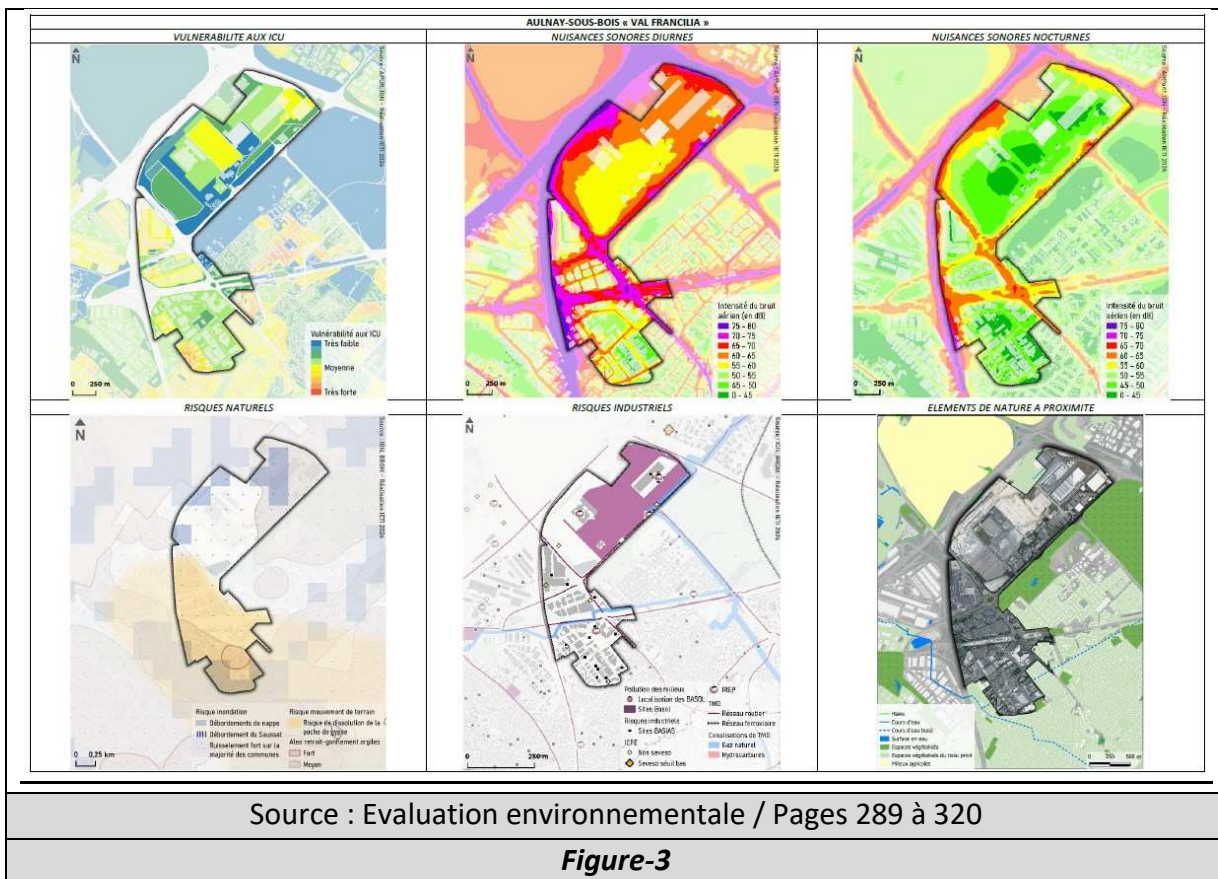 AULNAY-SOUS-BOIS « VAL FRANCILIA »
VULNERABILITE AUX ICU
NUISANCES SONORES DIURNES
NUISANCES SONORES NOCTURNES
N
Vulnérabilité aux ICU
Très faible
Moyenne
Très forte
0 250 m
N
Intensité du bruit
aérien (en dB)
75 - 80
70 - 75
65 - 70
60 - 65
55 - 60
50 - 55
45 - 50
0 - 45
0 250 m
N
Intensité du bruit
aérien (en dB)
75 - 80
70 - 75
65 - 70
60 - 65
55 - 60
50 - 55
45 - 50
0 - 45
0 250 m
RISQUES NATURELS
RISQUES INDUSTRIELS
ELEMENTS DE NATURE A PROXIMITE
N
Risque inondation
Débordements de nappe
Débordement du Sausset
Ruissellement fort sur la
majorité des communes
Risque mouvement de terrain
Risque de dissolution de la
poche de gypse
Aléa retrait-gonflement argiles
Fort
Moyen
0 0,25 km
N
Pollution des milieux
Localisation des BASOL
Sites Basol
Risques industriels
Sites BASIAS
ICPE
Non seveso
Seveso seuil bas
IREP
TMD
Réseau routier
Réseau ferroviaire
Canalisations de TMD
Gaz naturel
Hydrocarbures
250 m
Haies
Cours d'eau
Cours d'eau busé
Surface en eau
Espaces végétalisés
Espaces végétalisés du tissu privé
Milieux agricoles
0 250 500 m
Source : Evaluation environnementale / Pages 289 à 320
Figure-3